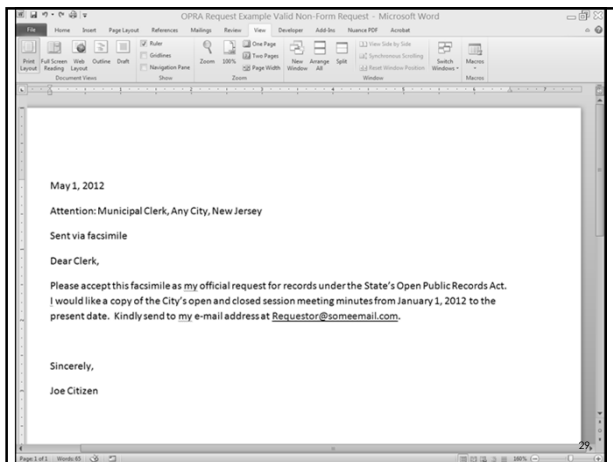 OPRA Request Example Valid Non-Form Request - Microsoft Word
File Home Insert Page Layout References Mailings Review View Developer Add-Ins Nuance PDF Acrobat
Print Layout Full Screen Reading Web Layout Outline Draft
Document Views
Ruler
Gridlines
Navigation Pane
Show
Zoom 100%
One Page
Two Pages
Page Width
Zoom
New Window Arrange All Split
View Side by Side
Synchronous Scrolling
Reset Window Position
Switch Windows
Window
Macros
Macros
May 1, 2012
Attention: Municipal Clerk, Any City, New Jersey
Sent via facsimile
Dear Clerk,
Please accept this facsimile as my official request for records under the State's Open Public Records Act.
I would like a copy of the City's open and closed session meeting minutes from January 1, 2012 to the
present date.  Kindly send to my e-mail address at Requestor@someemail.com.
Sincerely,
Joe Citizen
29
Page: 1 of 1 Words: 65 160%